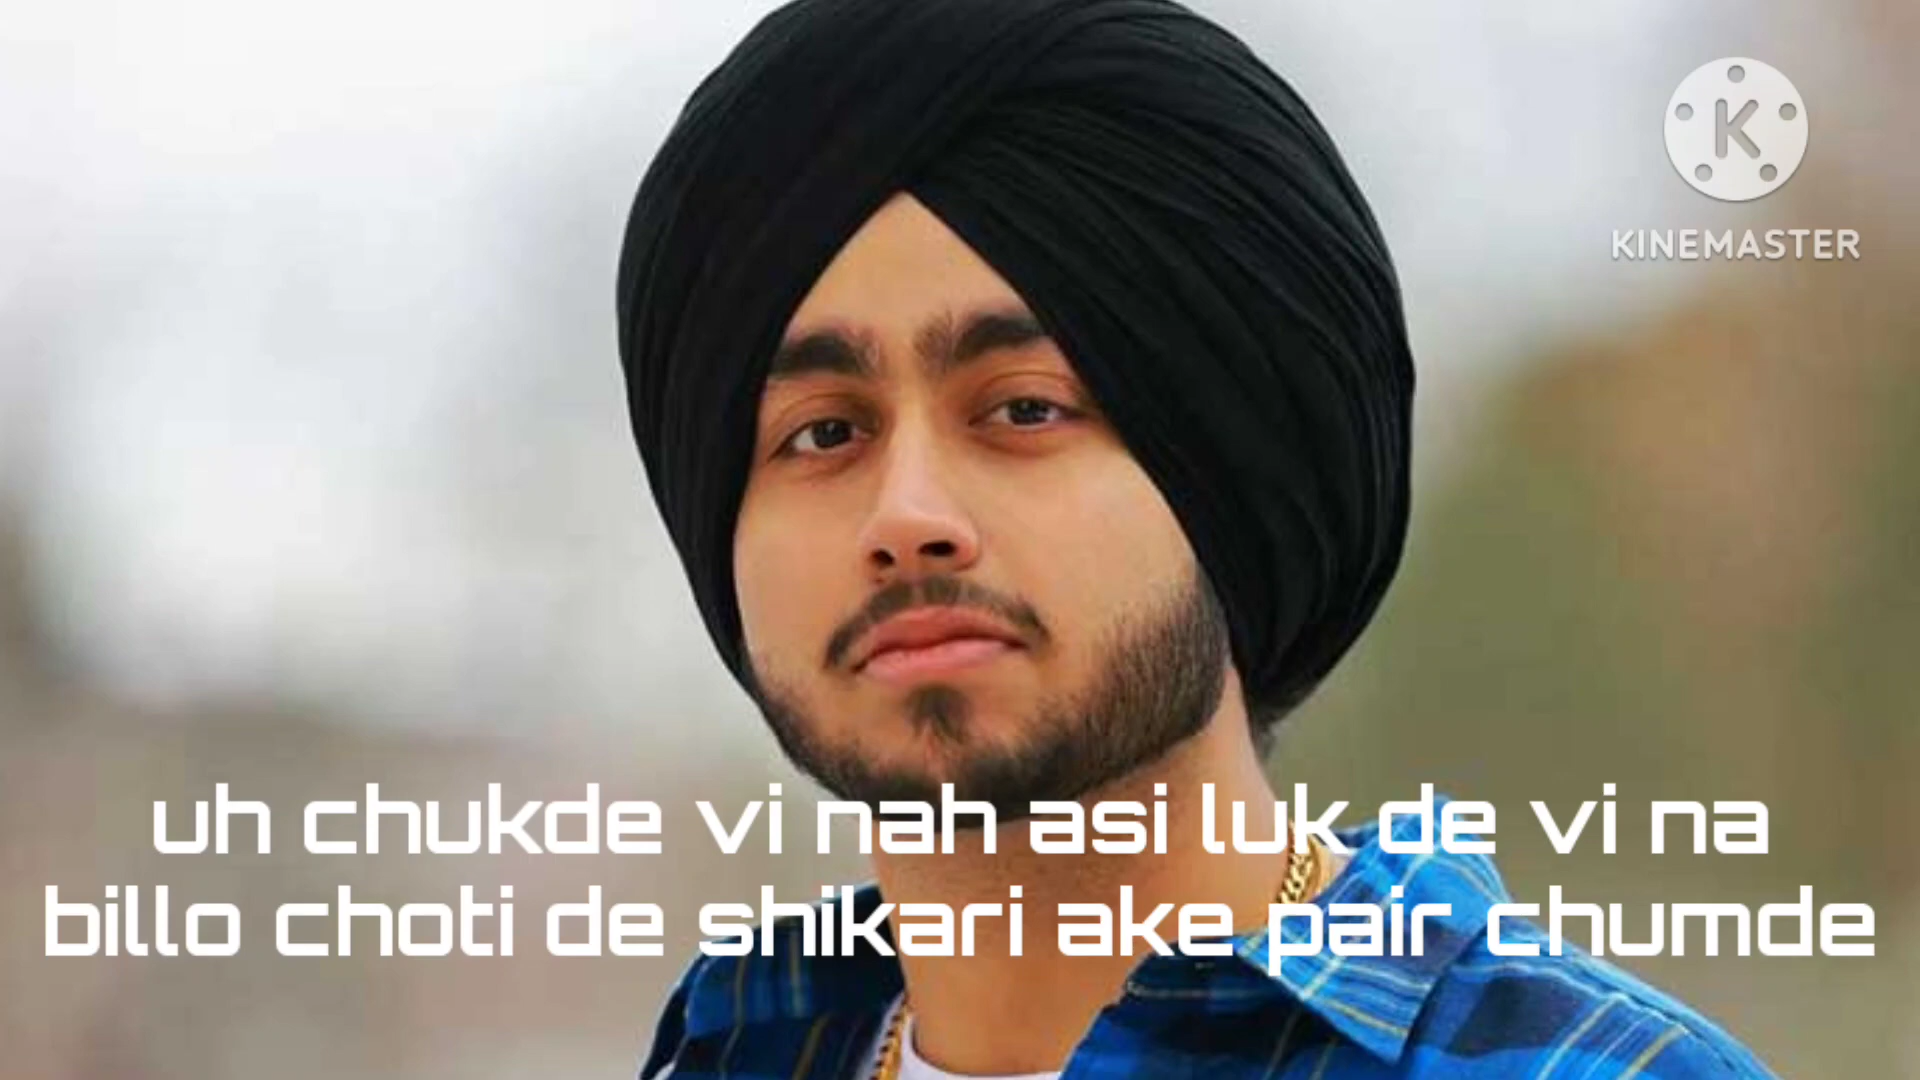 KINEMASTER
uh chukde vi nah asi luk de vi na
billo choti de shikari ake pair chumde